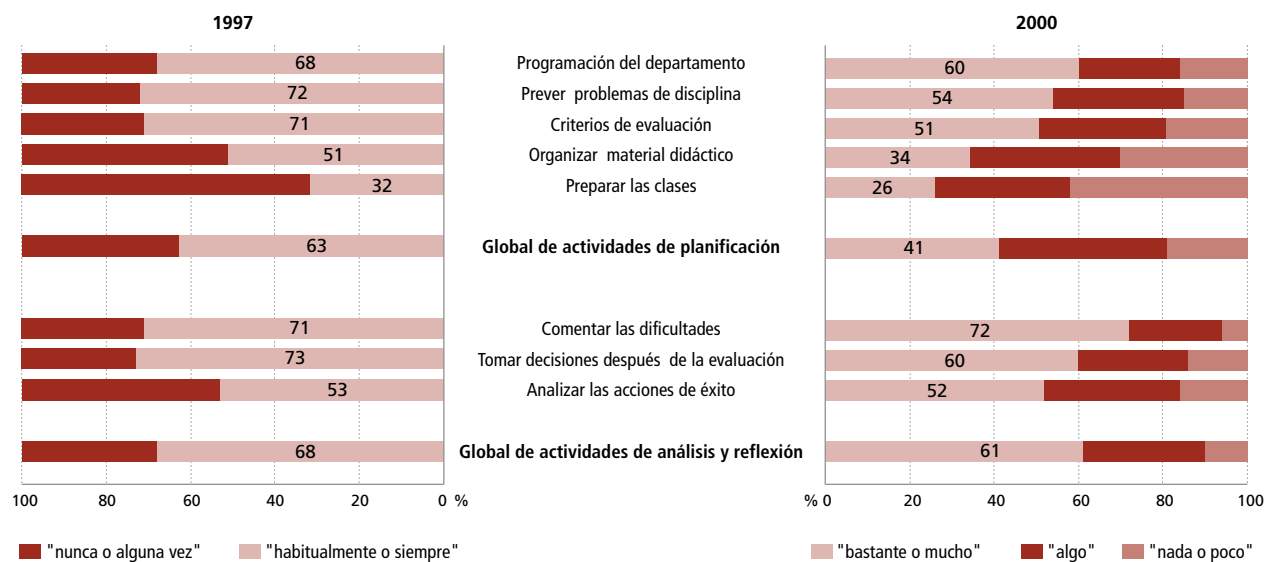 1997
2000
68 Programación del departamento 60
72 Prever problemas de disciplina 54
71 Criterios de evaluación 51
51 Organizar material didáctico 34
32 Preparar las clases 26
63 Global de actividades de planificación 41
71 Comentar las dificultades 72
73 Tomar decisiones después de la evaluación 60
53 Analizar las acciones de éxito 52
68 Global de actividades de análisis y reflexión 61
100 80 60 40 20 0 %
% 0 20 40 60 80 100
"nunca o alguna vez" "habitualmente o siempre"
"bastante o mucho" "algo" "nada o poco"